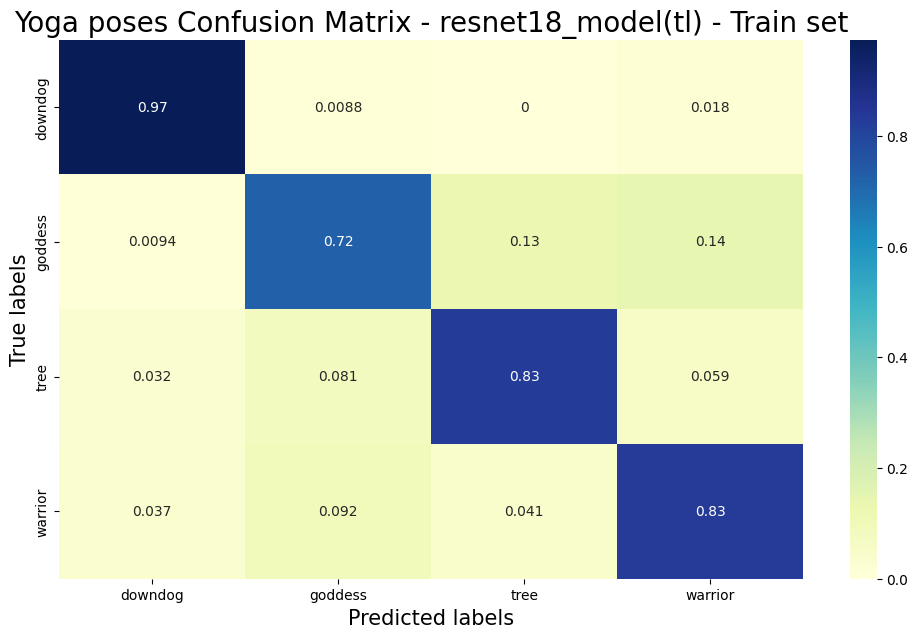 Yoga poses Confusion Matrix - resnet18_model(tl) - Train set
True labels
downdog
0.97
0.0088
0
0.018
goddess
0.0094
0.72
0.13
0.14
tree
0.032
0.081
0.83
0.059
warrior
0.037
0.092
0.041
0.83
downdog
goddess
tree
warrior
Predicted labels
0.8
0.6
0.4
0.2
0.0